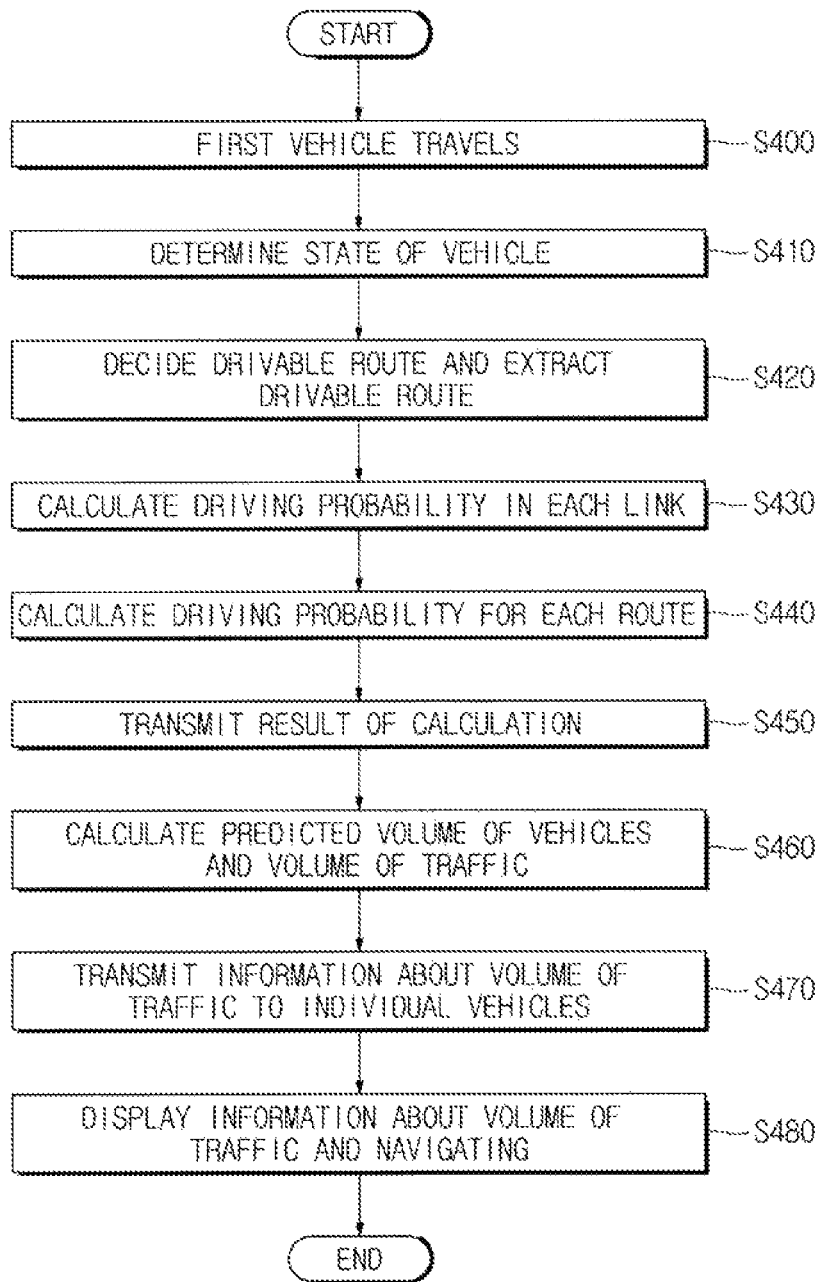 START
FIRST VEHICLE TRAVELS
S400
DETERMINE STATE OF VEHICLE
S410
DECIDE DRIVABLE ROUTE AND EXTRACT
DRIVABLE ROUTE
S420
CALCULATE DRIVING PROBABILITY IN EACH LINK
S430
CALCULATE DRIVING PROBABILITY FOR EACH ROUTE
S440
TRANSMIT RESULT OF CALCULATION
S450
CALCULATE PREDICTED VOLUME OF VEHICLES
AND VOLUME OF TRAFFIC
S460
TRANSMIT INFORMATION ABOUT VOLUME OF
TRAFFIC TO INDIVIDUAL VEHICLES
S470
DISPLAY INFORMATION ABOUT VOLUME OF
TRAFFIC AND NAVIGATING
S480
END